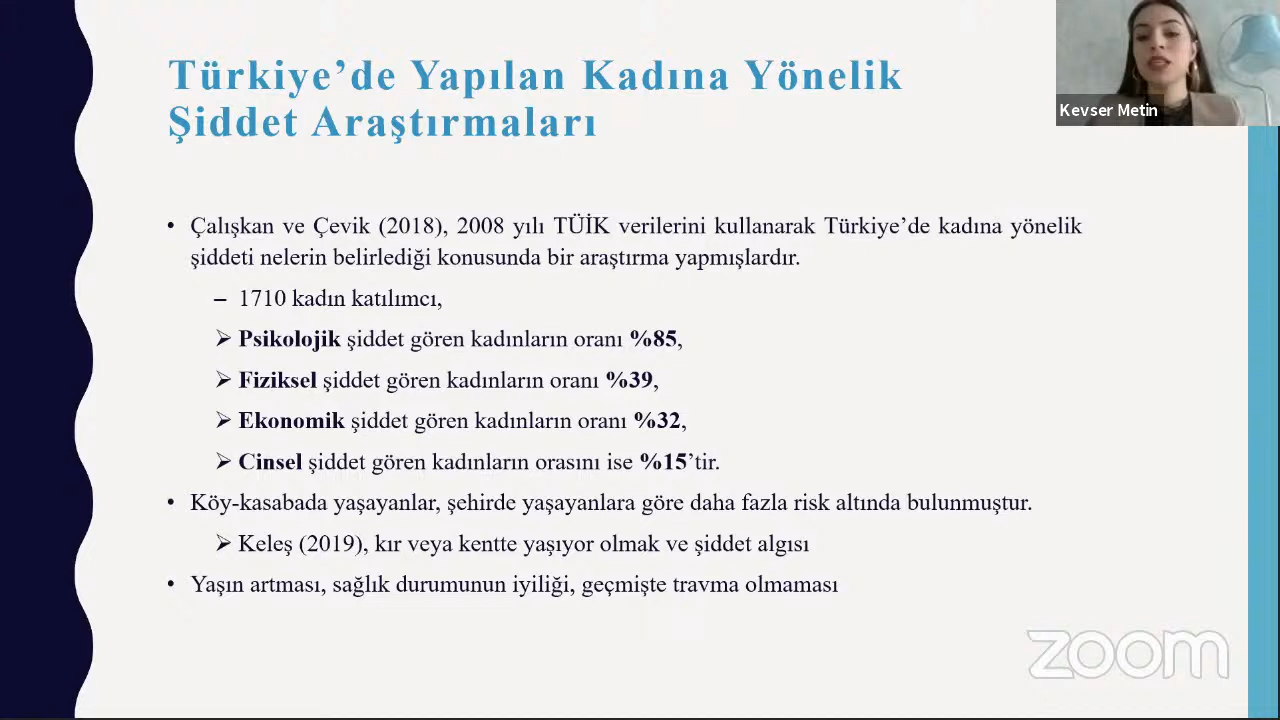 Türkiye’de Yapılan Kadına Yönelik
Şiddet Araştırmaları
Kevser Metin
• Çalışkan ve Çevik (2018), 2008 yılı TÜİK verilerini kullanarak Türkiye’de kadına yönelik
şiddeti nelerin belirlediği konusunda bir araştırma yapmışlardır.
– 1710 kadın katılımcı,
➢ Psikolojik şiddet gören kadınların oranı %85,
➢ Fiziksel şiddet gören kadınların oranı %39,
➢ Ekonomik şiddet gören kadınların oranı %32,
➢ Cinsel şiddet gören kadınların orasını ise %15’tir.
• Köy-kasabada yaşayanlar, şehirde yaşayanlara göre daha fazla risk altında bulunmuştur.
➢ Keleş (2019), kır veya kentte yaşıyor olmak ve şiddet algısı
• Yaşın artması, sağlık durumunun iyiliği, geçmişte travma olmaması
zoom